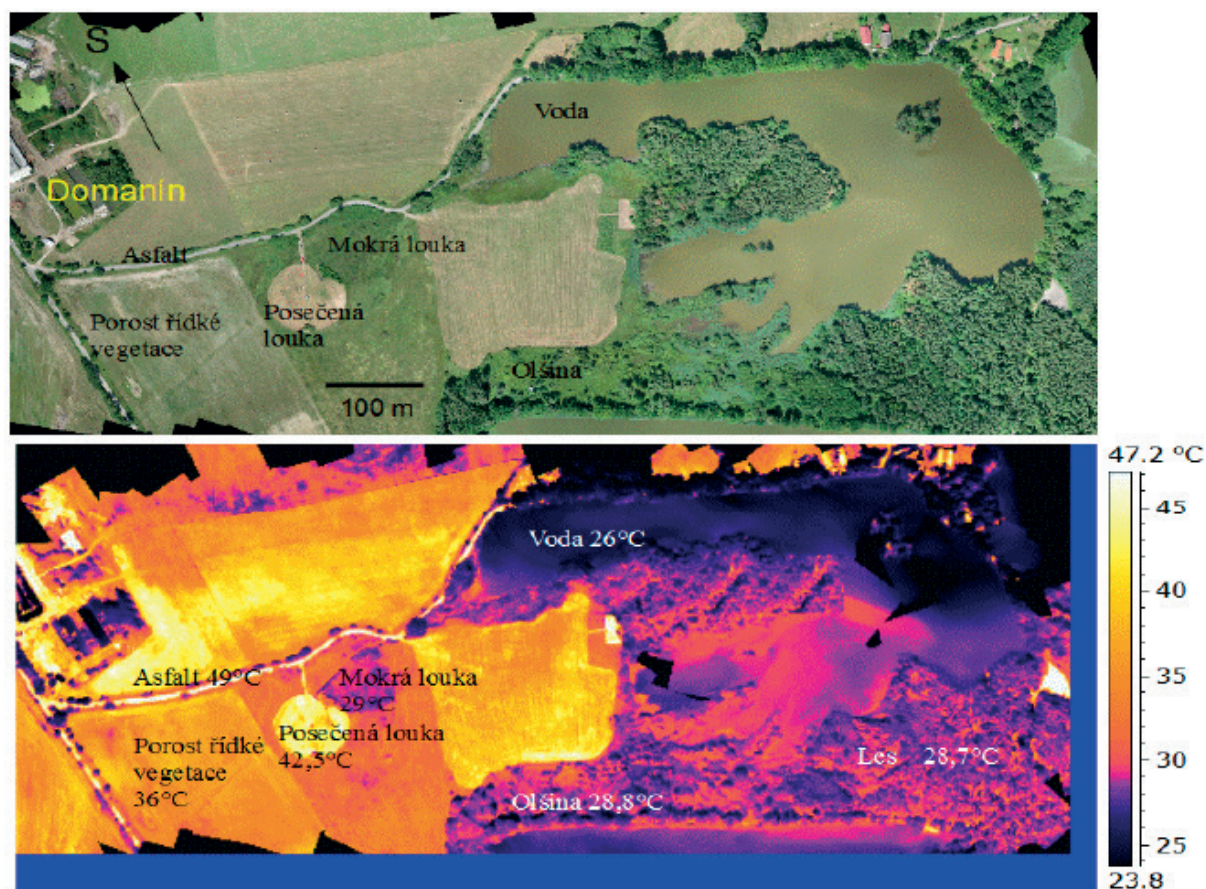 S
Voda
Domanín
Mokrá louka
Asfalt
Posečená
louka
Porost řídké
vegetace
Olšina
100 m
47.2 °C
45
40
35
30
25
23.8
Voda 26°C
Asfalt 49°C
Mokrá louka
29°C
Posečená louka
42,5°C
Porost řídké
vegetace
36°C
Les 28,7°C
Olšina 28,8°C